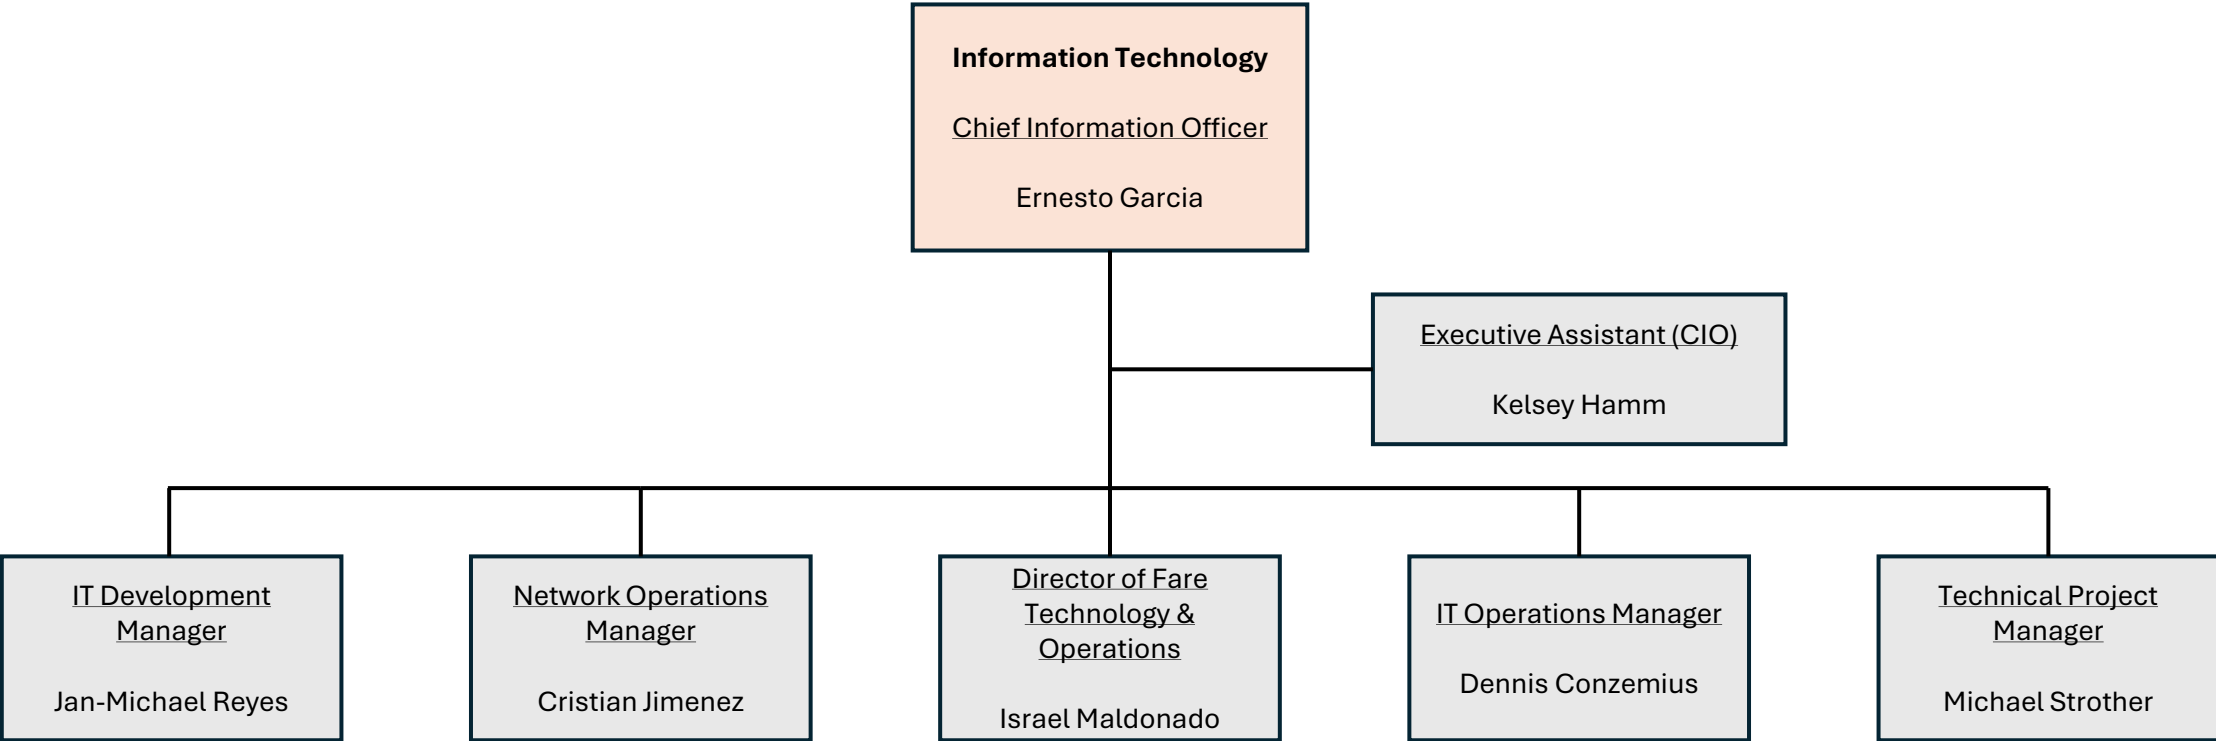 Information Technology
Chief Information Officer
Ernesto Garcia
Executive Assistant (CIO)
Kelsey Hamm
IT Development
Manager
Jan-Michael Reyes
Network Operations
Manager
Cristian Jimenez
Director of Fare
Technology &
Operations
Israel Maldonado
IT Operations Manager
Dennis Conzemius
Technical Project
Manager
Michael Strother